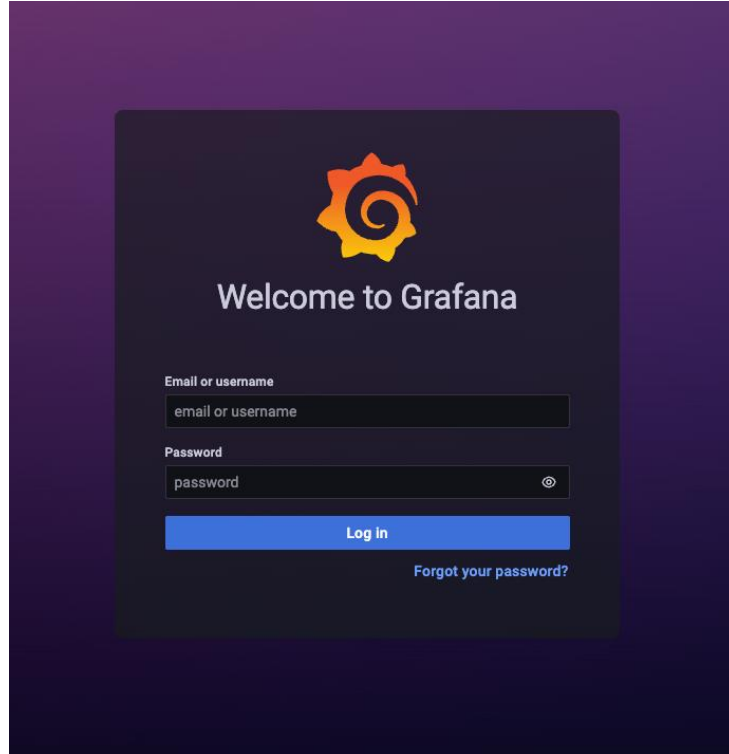 Welcome to Grafana
Email or username
email or username
Password
password
Log in
Forgot your password?